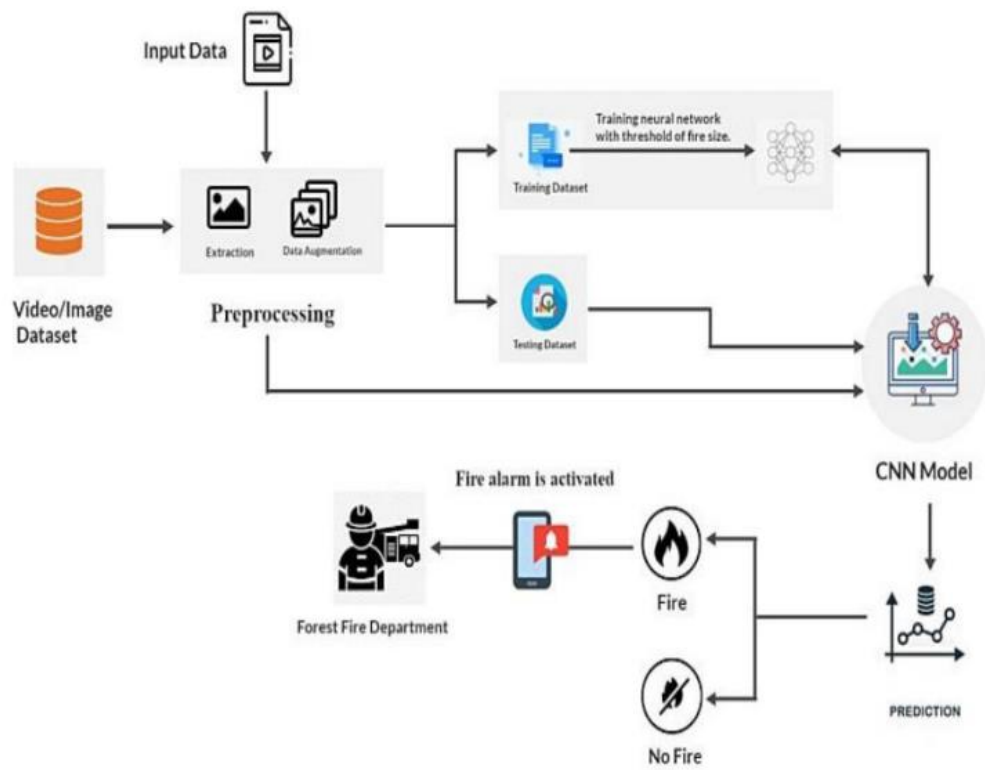 Input Data
Training neural network
with threshold of fire size.
Training Dataset
Extraction
Data Augmentation
Video/Image
Dataset
Preprocessing
Testing Dataset
CNN Model
Fire alarm is activated
Fire
Forest Fire Department
PREDICTION
No Fire